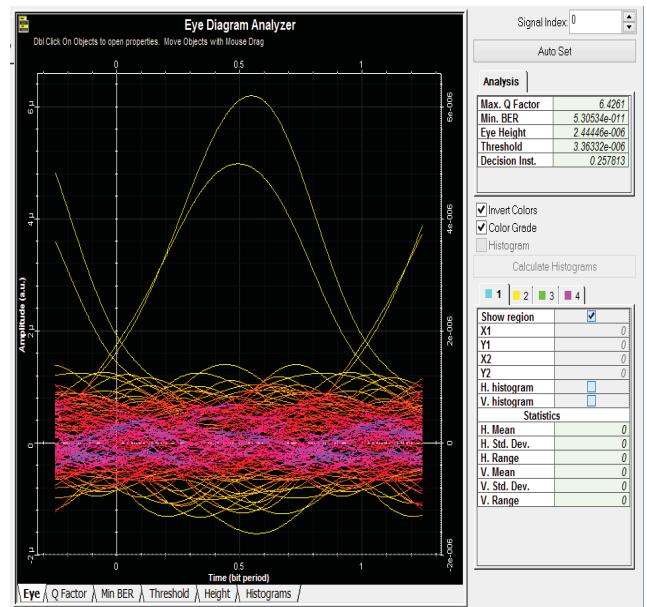 Eye Diagram Analyzer
Dbl Click On Objects to open properties. Move Objects with Mouse Drag
0 0.5 1
6 µ
4 µ
2 µ
0
-2 µ
Amplitude (a.u.)
6e-006
4e-006
2e-006
0
-2e-006
0 0.5 1
Time (bit period)
Eye Q Factor Min BER Threshold Height Histograms
Signal Index: 0
Auto Set
Analysis
Max. Q Factor 6.4261
Min. BER 5.30534e-011
Eye Height 2.44446e-006
Threshold 3.36332e-006
Decision Inst. 0.257813
Invert Colors
Color Grade
Histogram
Calculate Histograms
1 2 3 4
Show region
X1 0
Y1 0
X2 0
Y2 0
H. histogram
V. histogram
Statistics
H. Mean 0
H. Std. Dev. 0
H. Range 0
V. Mean 0
V. Std. Dev. 0
V. Range 0